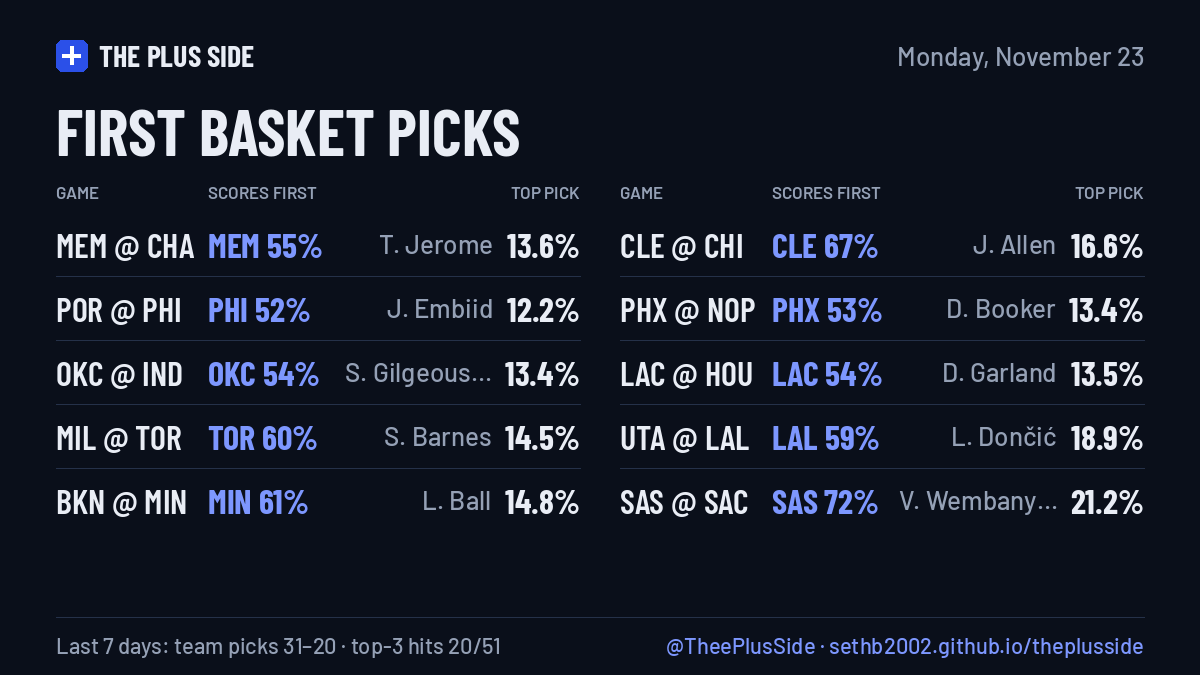 THE PLUS SIDE
Monday, November 23
FIRST BASKET PICKS
GAME SCORES FIRST TOP PICK
MEM @ CHA MEM 55% T. Jerome 13.6%
POR @ PHI PHI 52% J. Embiid 12.2%
OKC @ IND OKC 54% S. Gilgeous... 13.4%
MIL @ TOR TOR 60% S. Barnes 14.5%
BKN @ MIN MIN 61% L. Ball 14.8%
GAME SCORES FIRST TOP PICK
CLE @ CHI CLE 67% J. Allen 16.6%
PHX @ NOP PHX 53% D. Booker 13.4%
LAC @ HOU LAC 54% D. Garland 13.5%
UTA @ LAL LAL 59% L. Dončić 18.9%
SAS @ SAC SAS 72% V. Wembany... 21.2%
Last 7 days: team picks 31–20 · top-3 hits 20/51
@TheePlusSide · sethb2002.github.io/theplusside